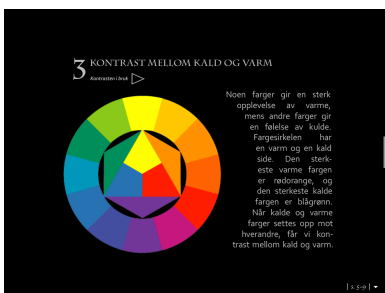 3 KONTRAST MELLOM KALD OG VARM
Kontrasten i bruk
Noen farger gir en sterk
opplevelse av varme,
mens andre farger gir
en følelse av kulde.
Fargesirkelen har
en varm og en kald
side. Den sterk-
este varme fargen
er rødorange, og
den sterkeste kalde
fargen er blågrønn.
Når kalde og varme
farger settes opp mot
hverandre, får vi kon-
trast mellom kald og varm.